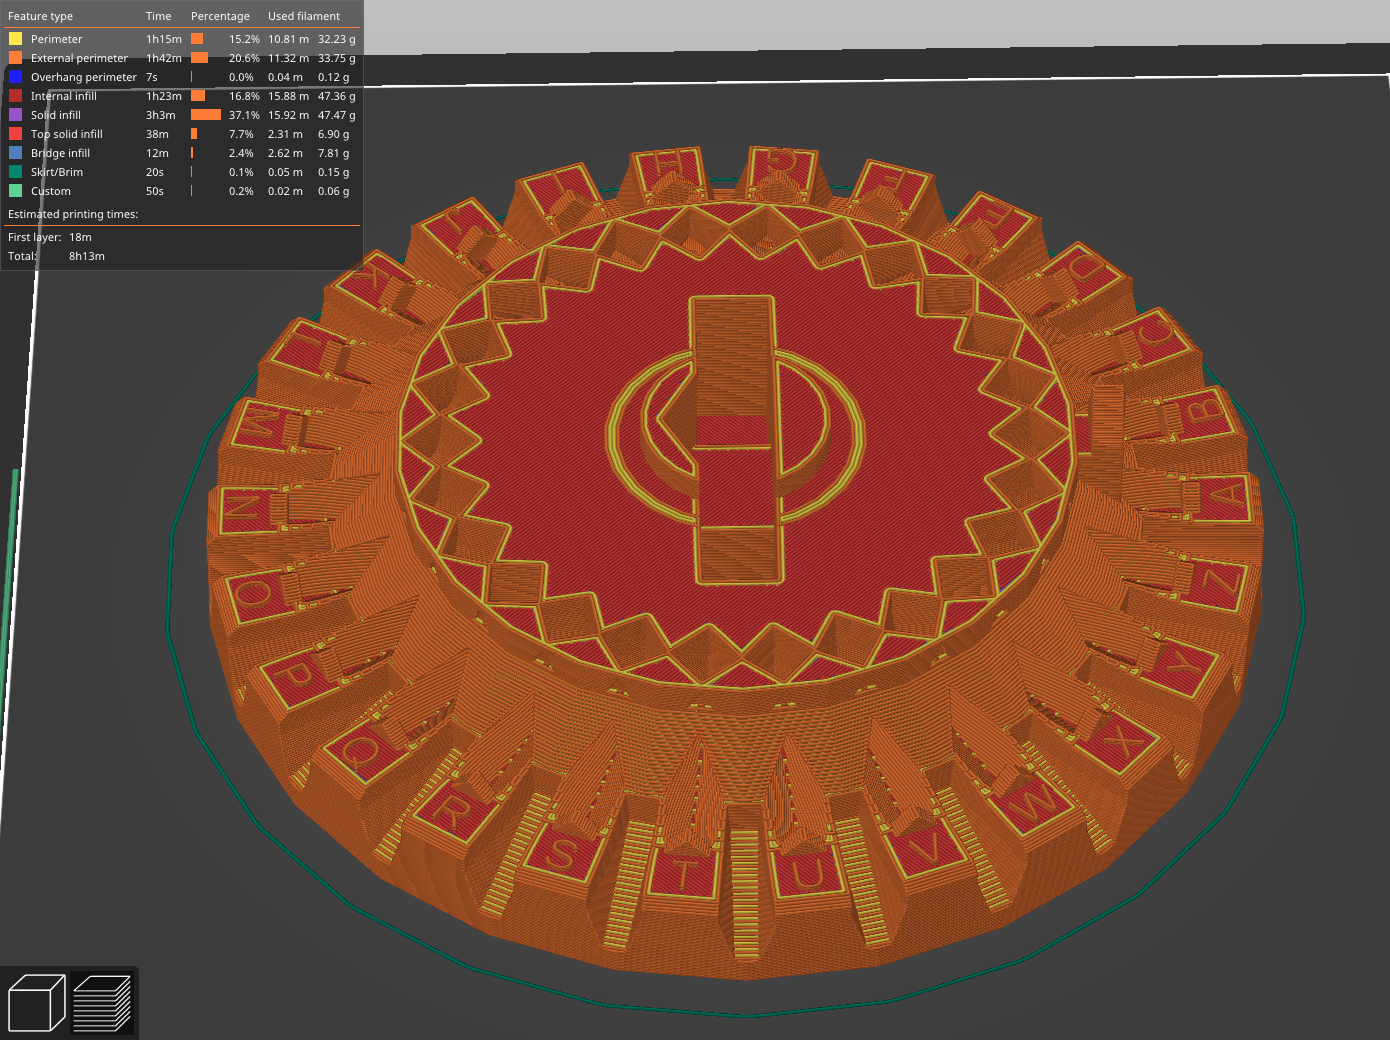 Feature type Time Percentage Used filament
Perimeter 1h15m 15.2% 10.81 m 32.23 g
External perimeter 1h42m 20.6% 11.32 m 33.75 g
Overhang perimeter 7s 0.0% 0.04 m 0.12 g
Internal infill 1h23m 16.8% 15.88 m 47.36 g
Solid infill 3h3m 37.1% 15.92 m 47.47 g
Top solid infill 38m 7.7% 2.31 m 6.90 g
Bridge infill 12m 2.4% 2.62 m 7.81 g
Skirt/Brim 20s 0.1% 0.05 m 0.15 g
Custom 50s 0.2% 0.02 m 0.06 g
Estimated printing times:
First layer: 18m
Total: 8h13m
A
B
C
D
E
F
G
H
I
J
K
L
M
N
O
P
Q
R
S
T
U
V
W
X
Y
Z